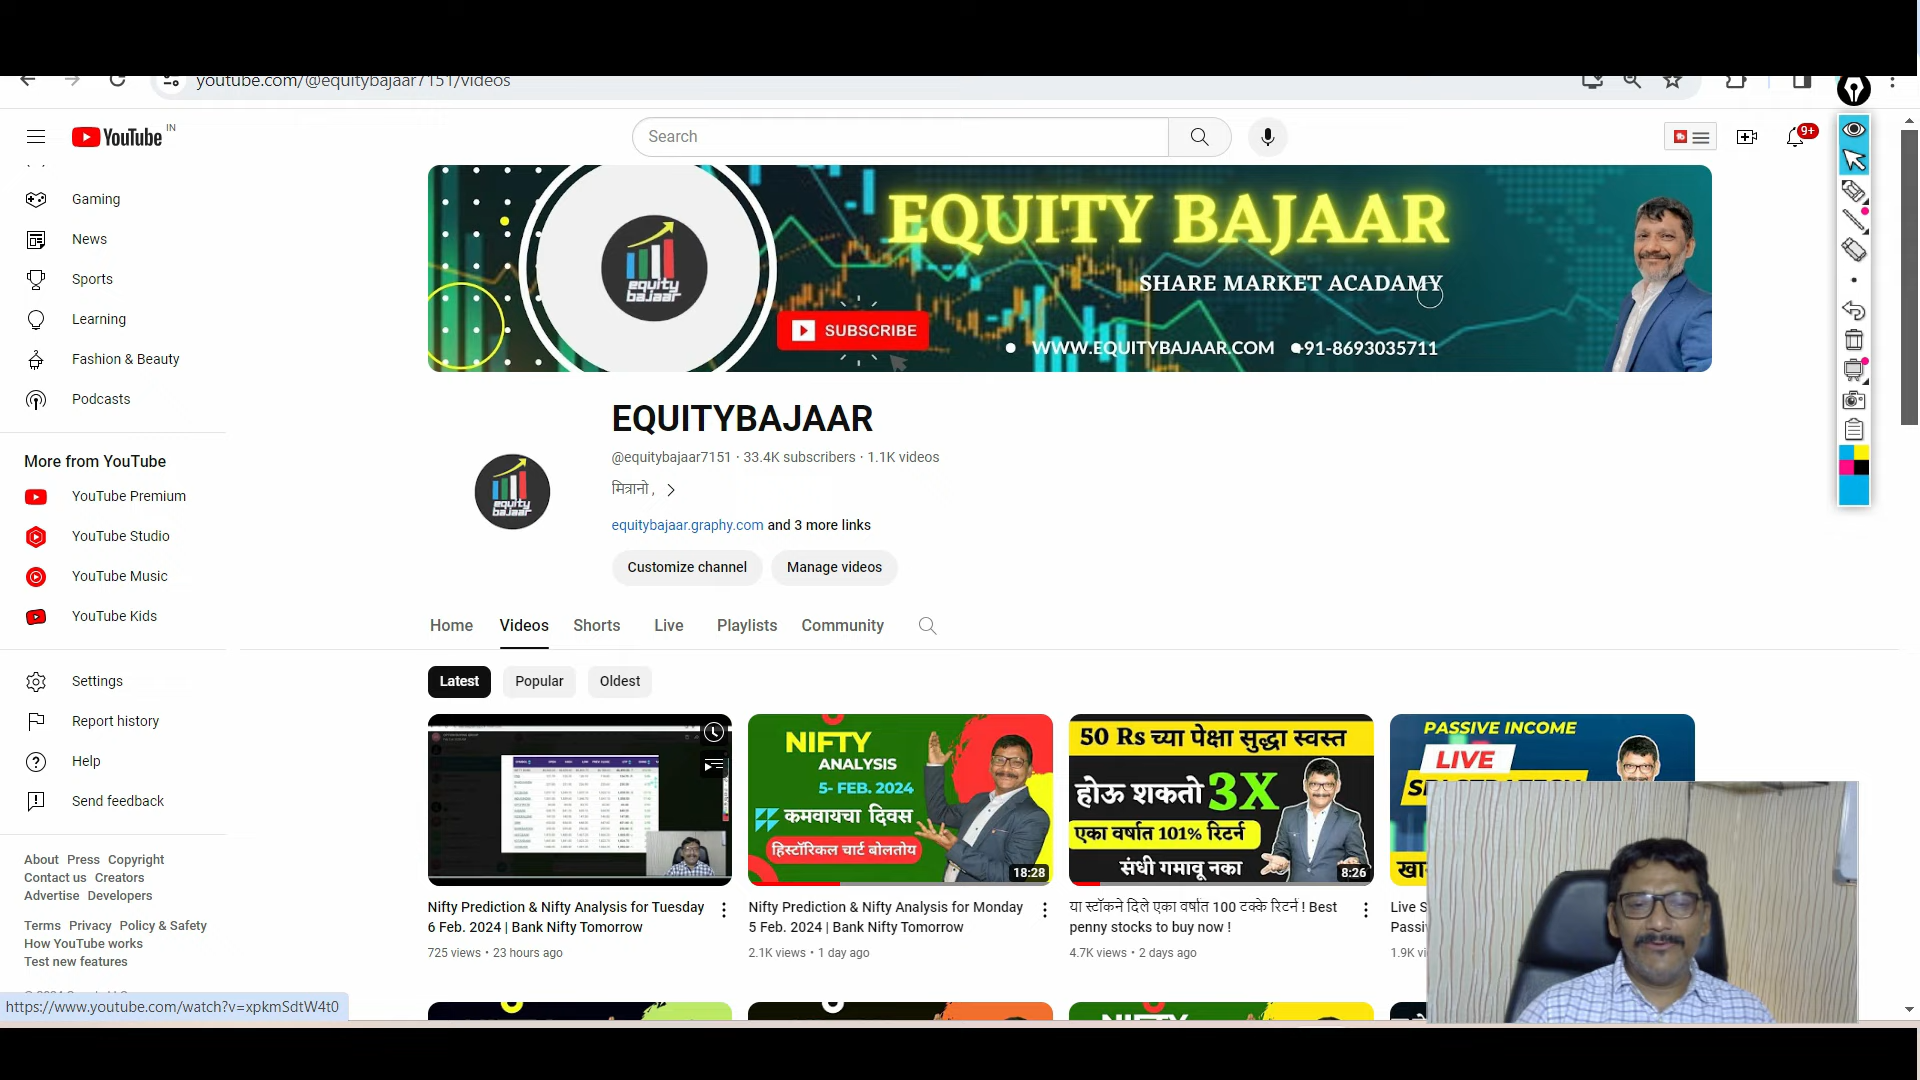 youtube.com/@equitybajaar7151/videos
YouTube IN
Search
9+
Gaming
News
Sports
Learning
Fashion & Beauty
Podcasts
More from YouTube
YouTube Premium
YouTube Studio
YouTube Music
YouTube Kids
Settings
Report history
Help
Send feedback
About Press Copyright
Contact us Creators
Advertise Developers
Terms Privacy Policy & Safety
How YouTube works
Test new features
https://www.youtube.com/watch?v=xpkmSdtW4t0
equity
bajaar
EQUITY BAJAAR
SHARE MARKET ACADAMY
SUBSCRIBE
WWW.EQUITYBAJAAR.COM +91-8693035711
equity
bajaar
EQUITYBAJAAR
@equitybajaar7151 · 33.4K subscribers · 1.1K videos
मित्रानो ,
equitybajaar.graphy.com and 3 more links
Customize channel Manage videos
Home Videos Shorts Live Playlists Community
Latest Popular Oldest
NIFTY
ANALYSIS
5- FEB. 2024
कमवायचा दिवस
हिस्टॉरिकल चार्ट बोलतोय
18:28
50 Rs च्या पेक्षा सुद्धा स्वस्त
होऊ शकतो 3X
एका वर्षात 101% रिटर्न
संधी गमावू नका
8:26
PASSIVE INCOME
LIVE
Nifty Prediction & Nifty Analysis for Tuesday
6 Feb. 2024 | Bank Nifty Tomorrow
725 views · 23 hours ago
Nifty Prediction & Nifty Analysis for Monday
5 Feb. 2024 | Bank Nifty Tomorrow
2.1K views · 1 day ago
या स्टॉकने दिले एका वर्षात 100 टक्के रिटर्न ! Best
penny stocks to buy now !
4.7K views · 2 days ago
Live S
Passi
1.9K vi